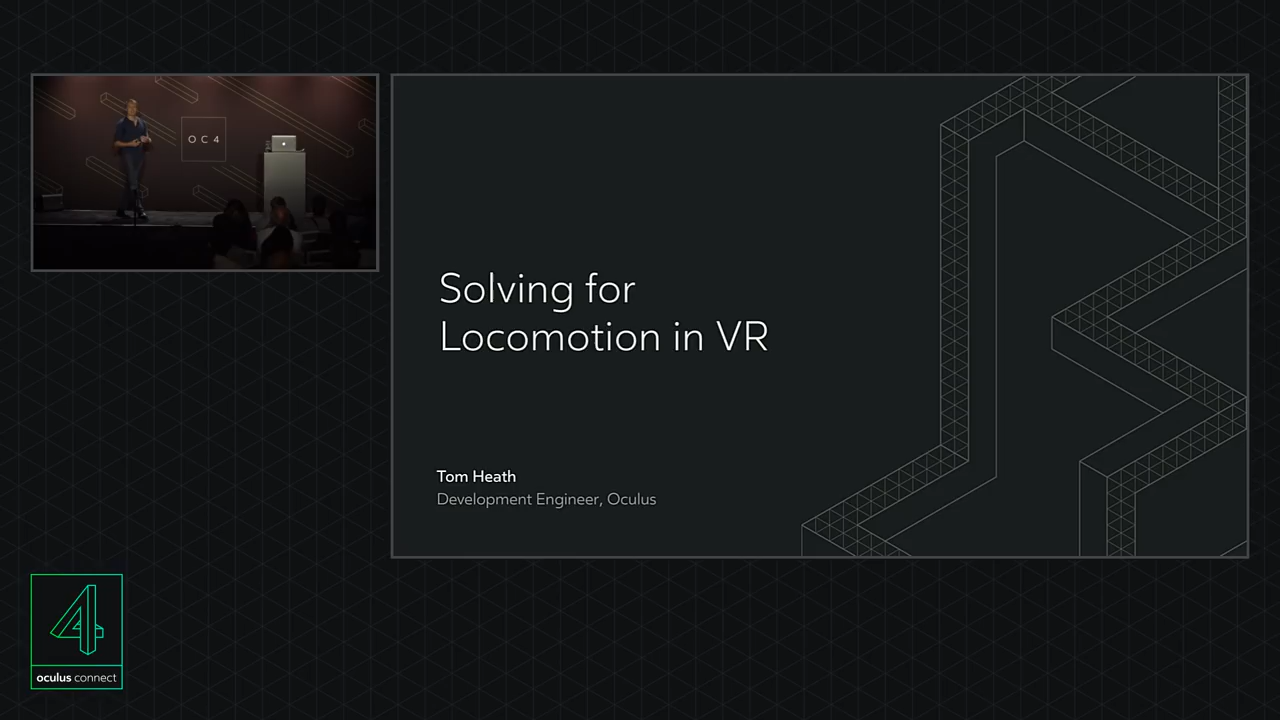 OC4
Solving for
Locomotion in VR
Tom Heath
Development Engineer, Oculus
4
oculus connect